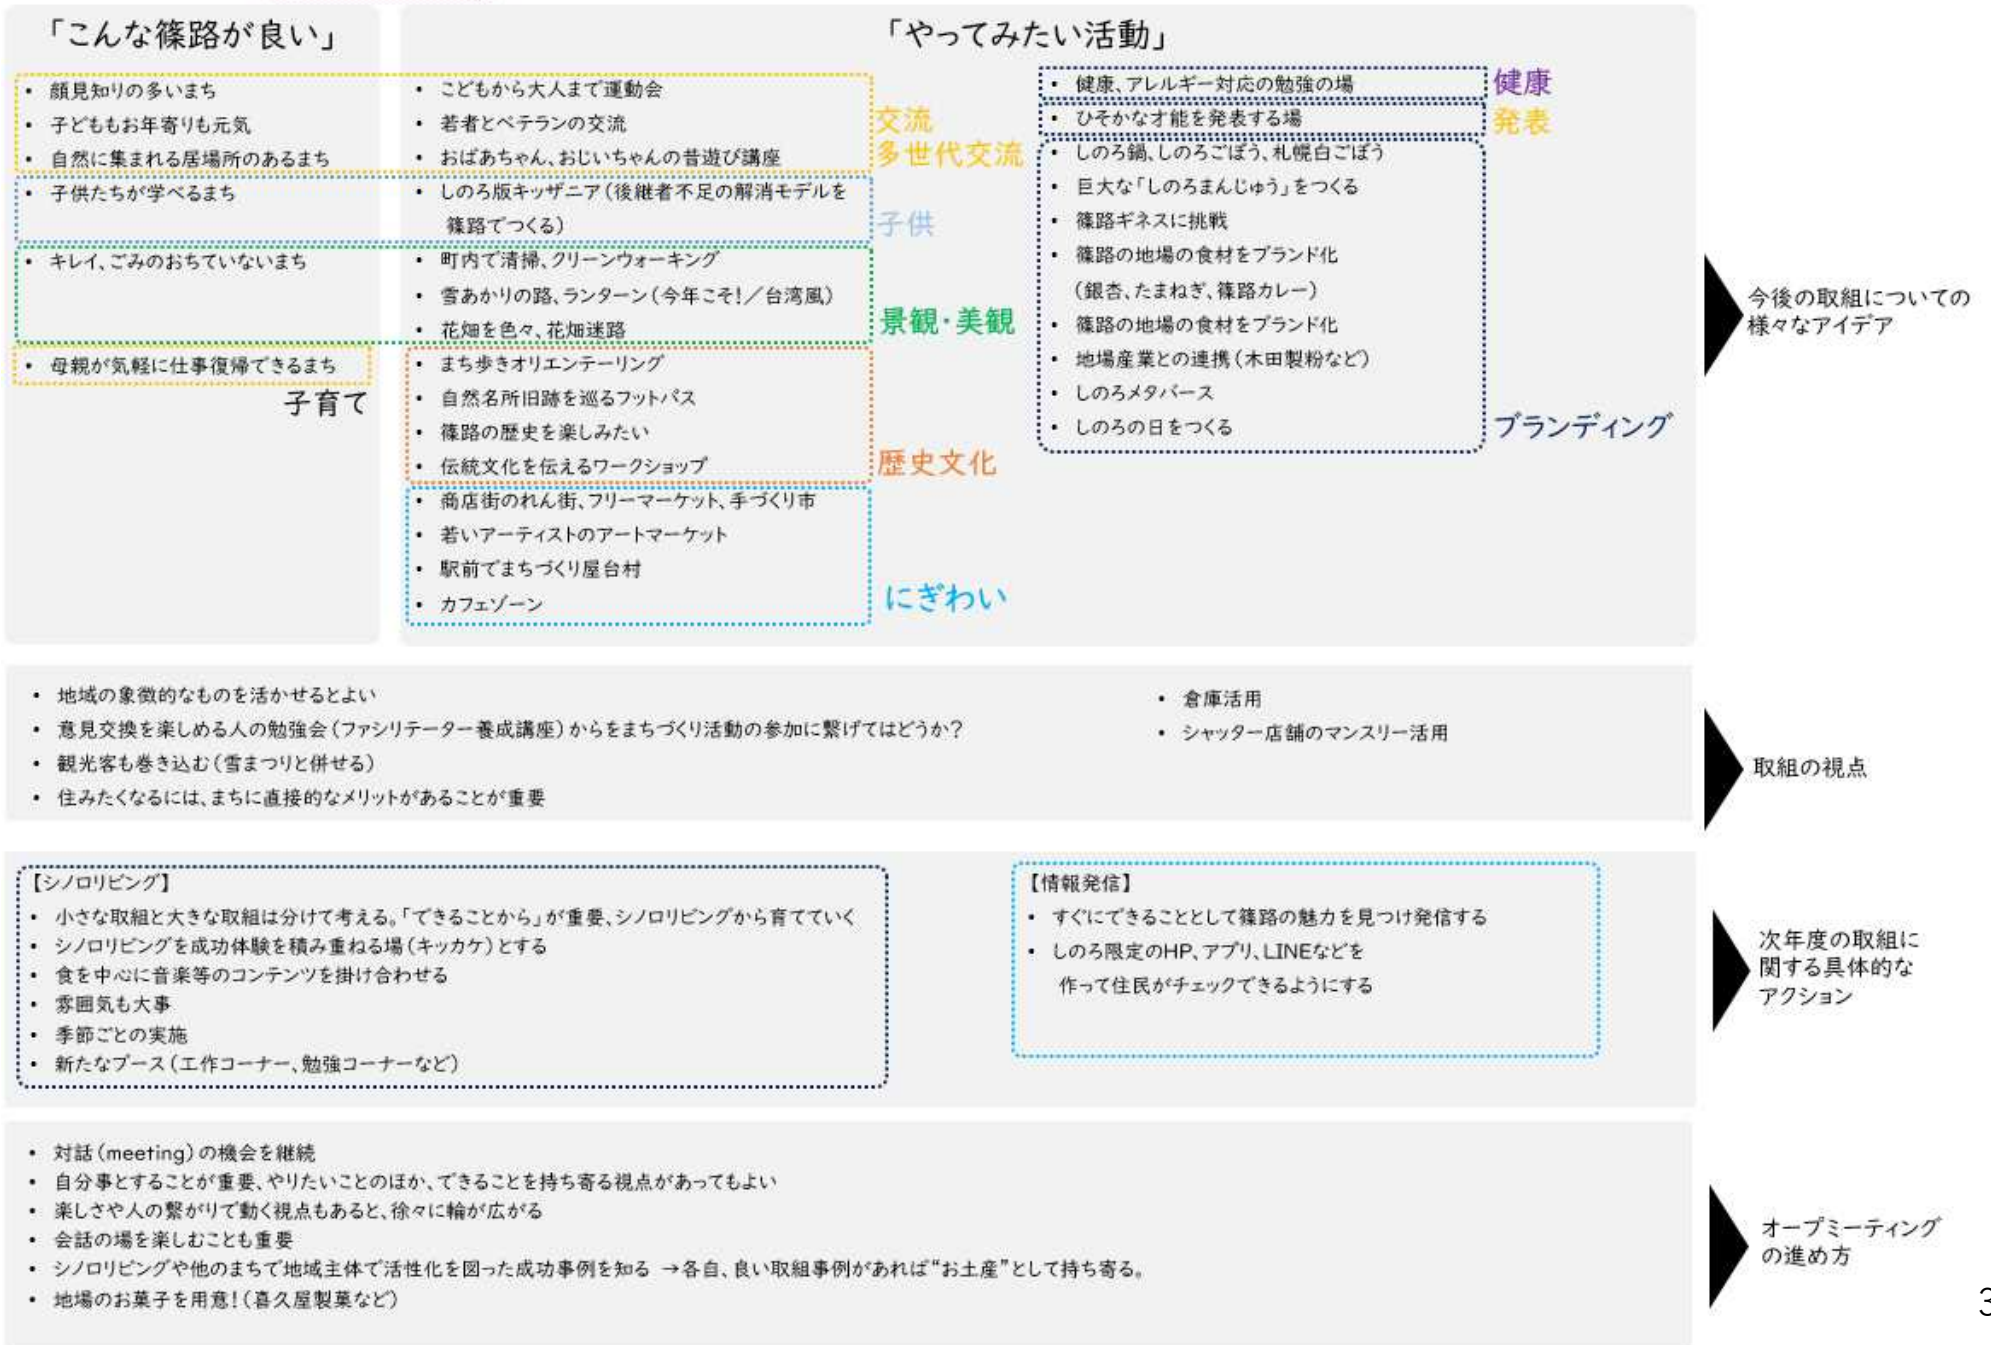 「こんな篠路が良い」
• 顔見知りの多いまち
• 子どももお年寄りも元気
• 自然に集まれる居場所のあるまち
• 子供たちが学べるまち
• キレイ、ごみのおちていないまち
• 母親が気軽に仕事復帰できるまち
子育て
「やってみたい活動」
• こどもから大人まで運動会
• 若者とベテランの交流
• おばあちゃん、おじいちゃんの昔遊び講座
交流
多世代交流
• しのろ版キッザニア(後継者不足の解消モデルを
篠路でつくる)
子供
• 町内で清掃、クリーンウォーキング
• 雪あかりの路、ランターン(今年こそ!/台湾風)
• 花畑を色々、花畑迷路
景観・美観
• まち歩きオリエンテーリング
• 自然名所旧跡を巡るフットパス
• 篠路の歴史を楽しみたい
• 伝統文化を伝えるワークショップ
歴史文化
• 商店街のれん街、フリーマーケット、手づくり市
• 若いアーティストのアートマーケット
• 駅前でまちづくり屋台村
• カフェゾーン
にぎわい
• 健康、アレルギー対応の勉強の場
健康
• ひそかな才能を発表する場
発表
• しのろ鍋、しのろごぼう、札幌白ごぼう
• 巨大な「しのろまんじゅう」をつくる
• 篠路ギネスに挑戦
• 篠路の地場の食材をブランド化
(銀杏、たまねぎ、篠路カレー)
• 篠路の地場の食材をブランド化
• 地場産業との連携(木田製粉など)
• しのろメタバース
• しのろの日をつくる
ブランディング
今後の取組についての
様々なアイデア
• 地域の象徴的なものを活かせるとよい
• 意見交換を楽しめる人の勉強会(ファシリテーター養成講座)からをまちづくり活動の参加に繋げてはどうか?
• 観光客も巻き込む(雪まつりと併せる)
• 住みたくなるには、まちに直接的なメリットがあることが重要
• 倉庫活用
• シャッター店舗のマンスリー活用
取組の視点
【シノロリビング】
• 小さな取組と大きな取組は分けて考える。「できることから」が重要、シノロリビングから育てていく
• シノロリビングを成功体験を積み重ねる場(キッカケ)とする
• 食を中心に音楽等のコンテンツを掛け合わせる
• 雰囲気も大事
• 季節ごとの実施
• 新たなブース(工作コーナー、勉強コーナーなど)
【情報発信】
• すぐにできることとして篠路の魅力を見つけ発信する
• しのろ限定のHP、アプリ、LINEなどを
作って住民がチェックできるようにする
次年度の取組に
関する具体的な
アクション
• 対話(meeting)の機会を継続
• 自分事とすることが重要、やりたいことのほか、できることを持ち寄る視点があってもよい
• 楽しさや人の繋がりで動く視点もあると、徐々に輪が広がる
• 会話の場を楽しむことも重要
• シノロリビングや他のまちで地域主体で活性化を図った成功事例を知る →各自、良い取組事例があれば“お土産”として持ち寄る。
• 地場のお菓子を用意!(喜久屋製菓など)
オープミーティング
の進め方
3